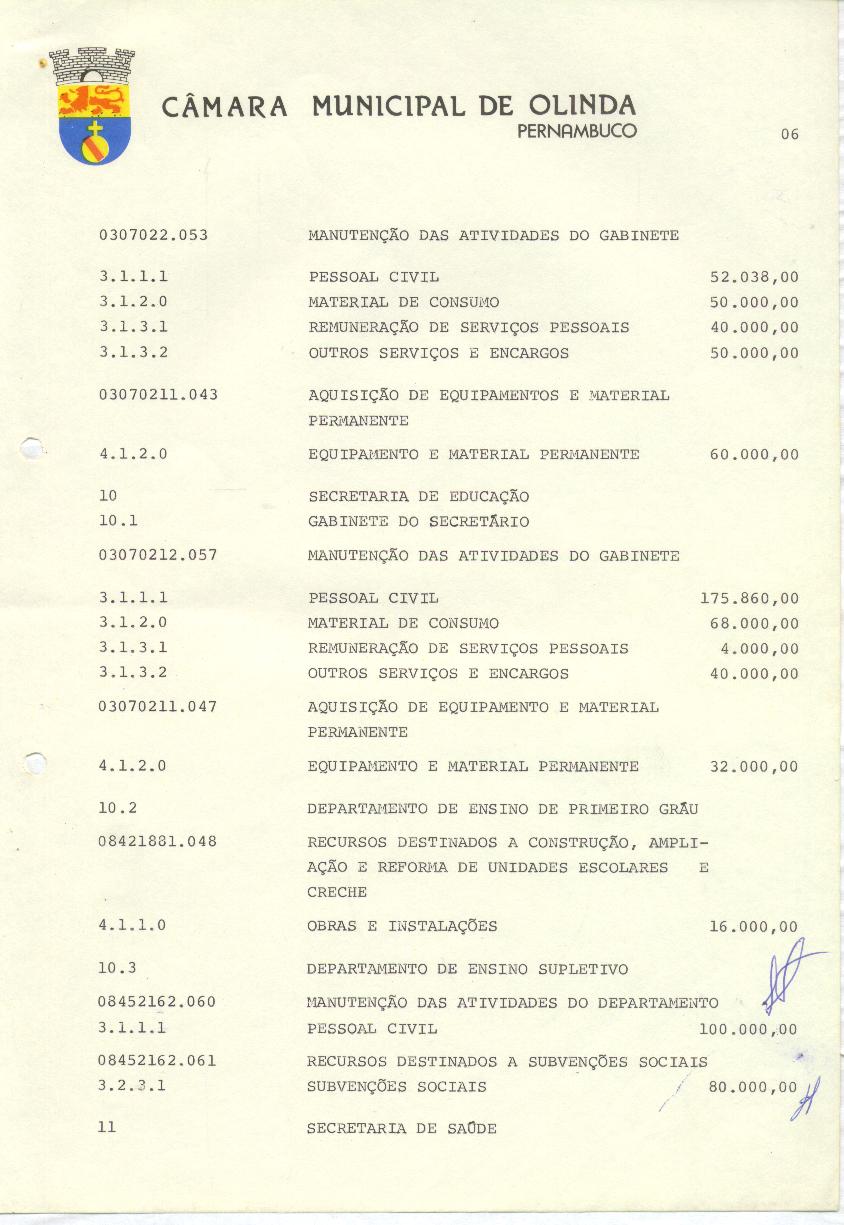 CÂMARA MUNICIPAL DE OLINDA
PERNAMBUCO
06
0307022.053 MANUTENÇÃO DAS ATIVIDADES DO GABINETE
3.1.1.1 PESSOAL CIVIL 52.038,00
3.1.2.0 MATERIAL DE CONSUMO 50.000,00
3.1.3.1 REMUNERAÇÃO DE SERVIÇOS PESSOAIS 40.000,00
3.1.3.2 OUTROS SERVIÇOS E ENCARGOS 50.000,00
03070211.043 AQUISIÇÃO DE EQUIPAMENTOS E MATERIAL
PERMANENTE
4.1.2.0 EQUIPAMENTO E MATERIAL PERMANENTE 60.000,00
10 SECRETARIA DE EDUCAÇÃO
10.1 GABINETE DO SECRETÁRIO
03070212.057 MANUTENÇÃO DAS ATIVIDADES DO GABINETE
3.1.1.1 PESSOAL CIVIL 175.860,00
3.1.2.0 MATERIAL DE CONSUMO 68.000,00
3.1.3.1 REMUNERAÇÃO DE SERVIÇOS PESSOAIS 4.000,00
3.1.3.2 OUTROS SERVIÇOS E ENCARGOS 40.000,00
03070211.047 AQUISIÇÃO DE EQUIPAMENTO E MATERIAL
PERMANENTE
4.1.2.0 EQUIPAMENTO E MATERIAL PERMANENTE 32.000,00
10.2 DEPARTAMENTO DE ENSINO DE PRIMEIRO GRÁU
08421881.048 RECURSOS DESTINADOS A CONSTRUÇÃO, AMPLI-
AÇÃO E REFORMA DE UNIDADES ESCOLARES E
CRECHE
4.1.1.0 OBRAS E INSTALAÇÕES 16.000,00
10.3 DEPARTAMENTO DE ENSINO SUPLETIVO
08452162.060 MANUTENÇÃO DAS ATIVIDADES DO DEPARTAMENTO
3.1.1.1 PESSOAL CIVIL 100.000,00
08452162.061 RECURSOS DESTINADOS A SUBVENÇÕES SOCIAIS
3.2.3.1 SUBVENÇÕES SOCIAIS 80.000,00
11 SECRETARIA DE SAÚDE